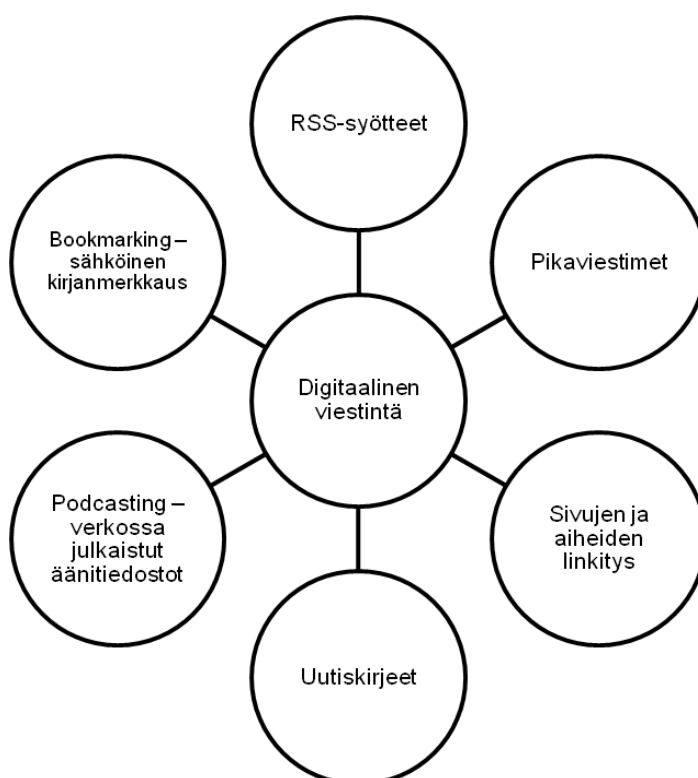 RSS-syötteet
Bookmarking –
sähköinen
kirjanmerkkaus
Pikaviestimet
Digitaalinen
viestintä
Podcasting –
verkossa
julkaistut
äänitiedostot
Sivujen ja
aiheiden
linkitys
Uutiskirjeet